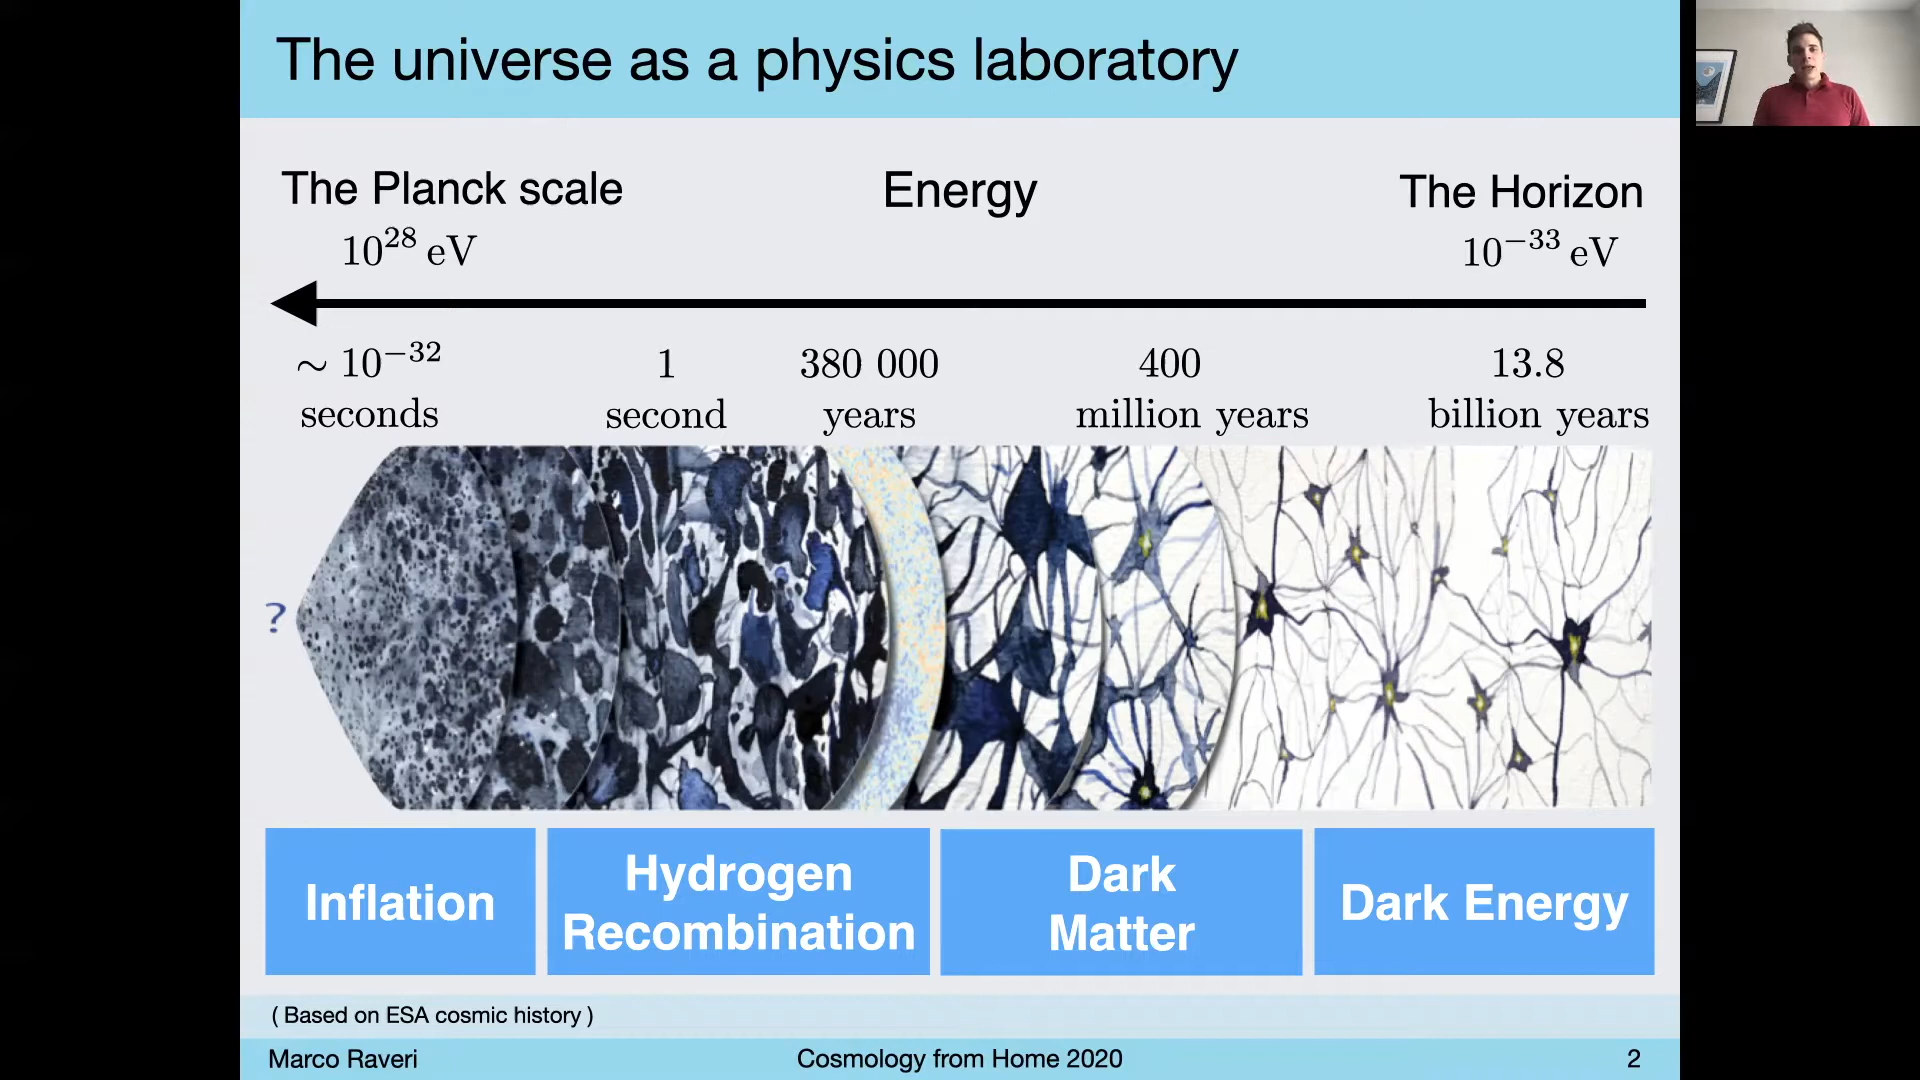 The universe as a physics laboratory
The Planck scale
Energy
The Horizon
10²⁸ eV
10⁻³³ eV
~ 10⁻³² seconds
1 second
380 000 years
400 million years
13.8 billion years
?
Inflation
Hydrogen
Recombination
Dark
Matter
Dark Energy
( Based on ESA cosmic history )
Marco Raveri
Cosmology from Home 2020
2